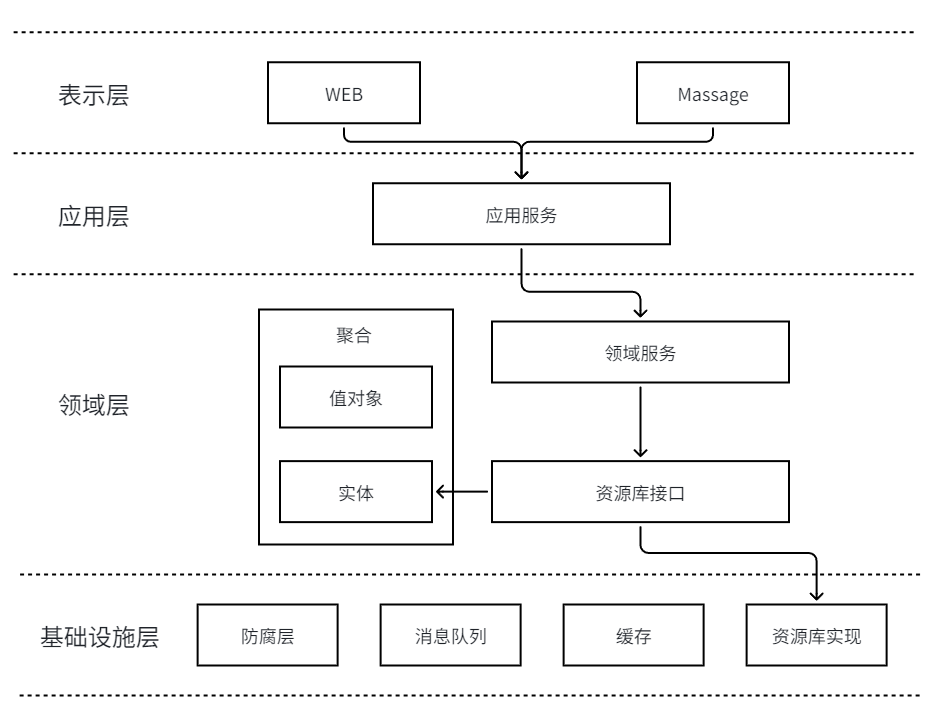 表示层
WEB
Massage
应用层
应用服务
领域层
聚合
值对象
实体
领域服务
资源库接口
基础设施层
防腐层
消息队列
缓存
资源库实现